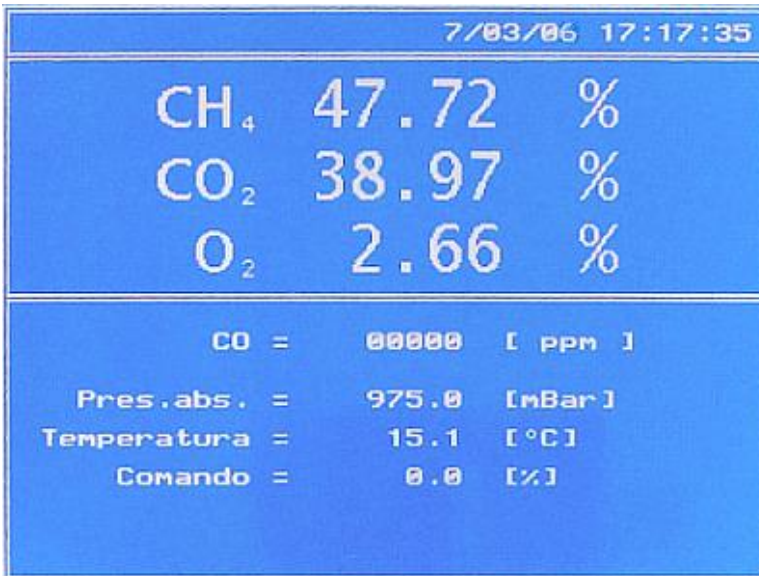 7/03/06 17:17:35
CH₄ 47.72 %
CO₂ 38.97 %
O₂ 2.66 %
CO = 00000 [ ppm ]
Pres.abs. = 975.0 [mBar]
Temperatura = 15.1 [°C]
Comando = 0.0 [%]